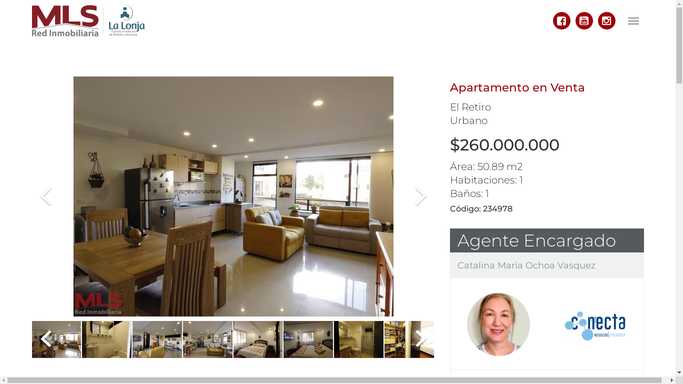 MLS
Red Inmobiliaria
La Lonja
Apartamento en Venta
El Retiro
Urbano
$260.000.000
Área: 50.89 m2
Habitaciones: 1
Baños: 1
Código: 234978
Agente Encargado
Catalina Maria Ochoa Vasquez
MLS
Red Inmobiliaria
conecta